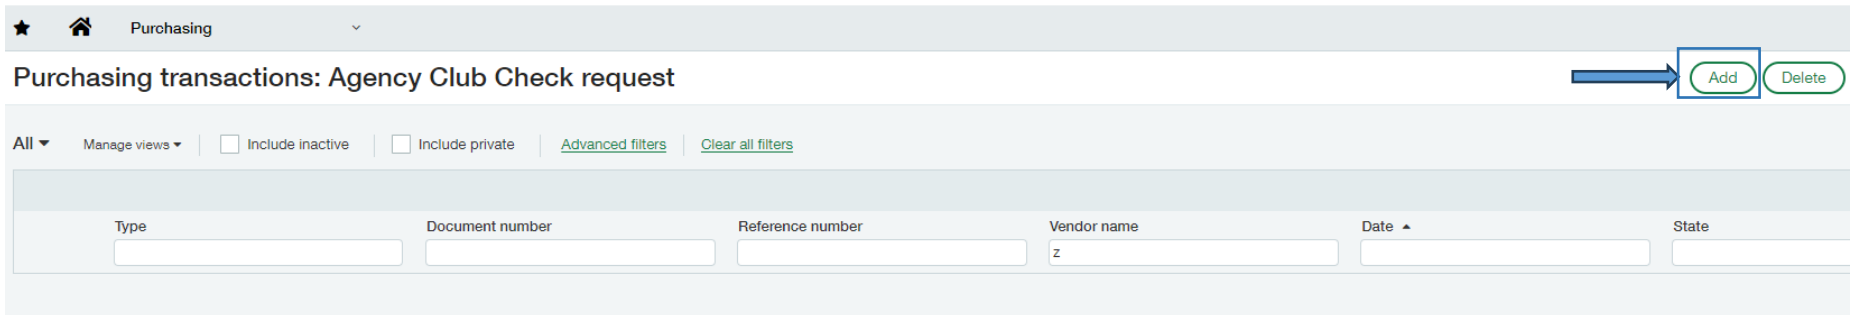 Purchasing
Purchasing transactions: Agency Club Check request
Add
Delete
All
Manage views
Include inactive
Include private
Advanced filters
Clear all filters
Type
Document number
Reference number
Vendor name
Date
State
z